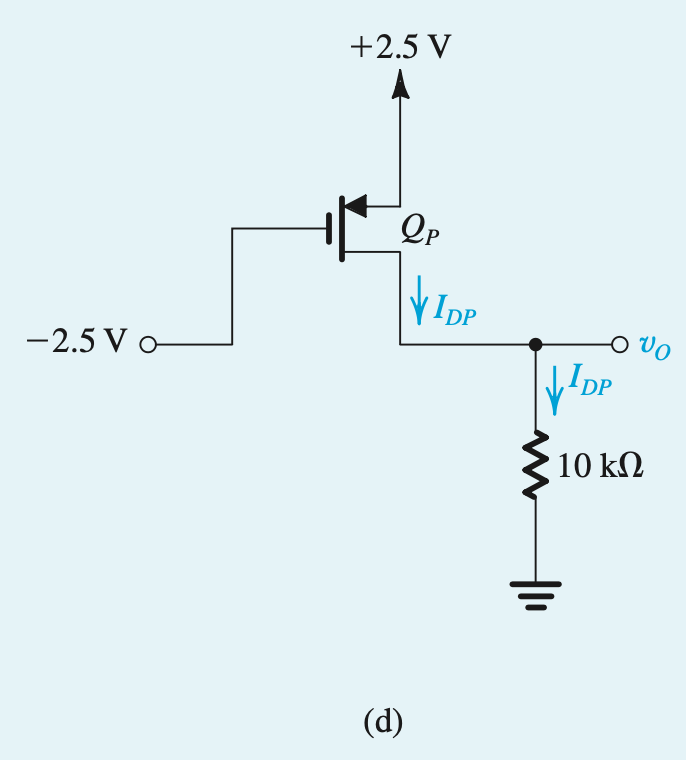 +2.5 V
Q_P
I_DP
−2.5 V
v_O
I_DP
10 kΩ
(d)